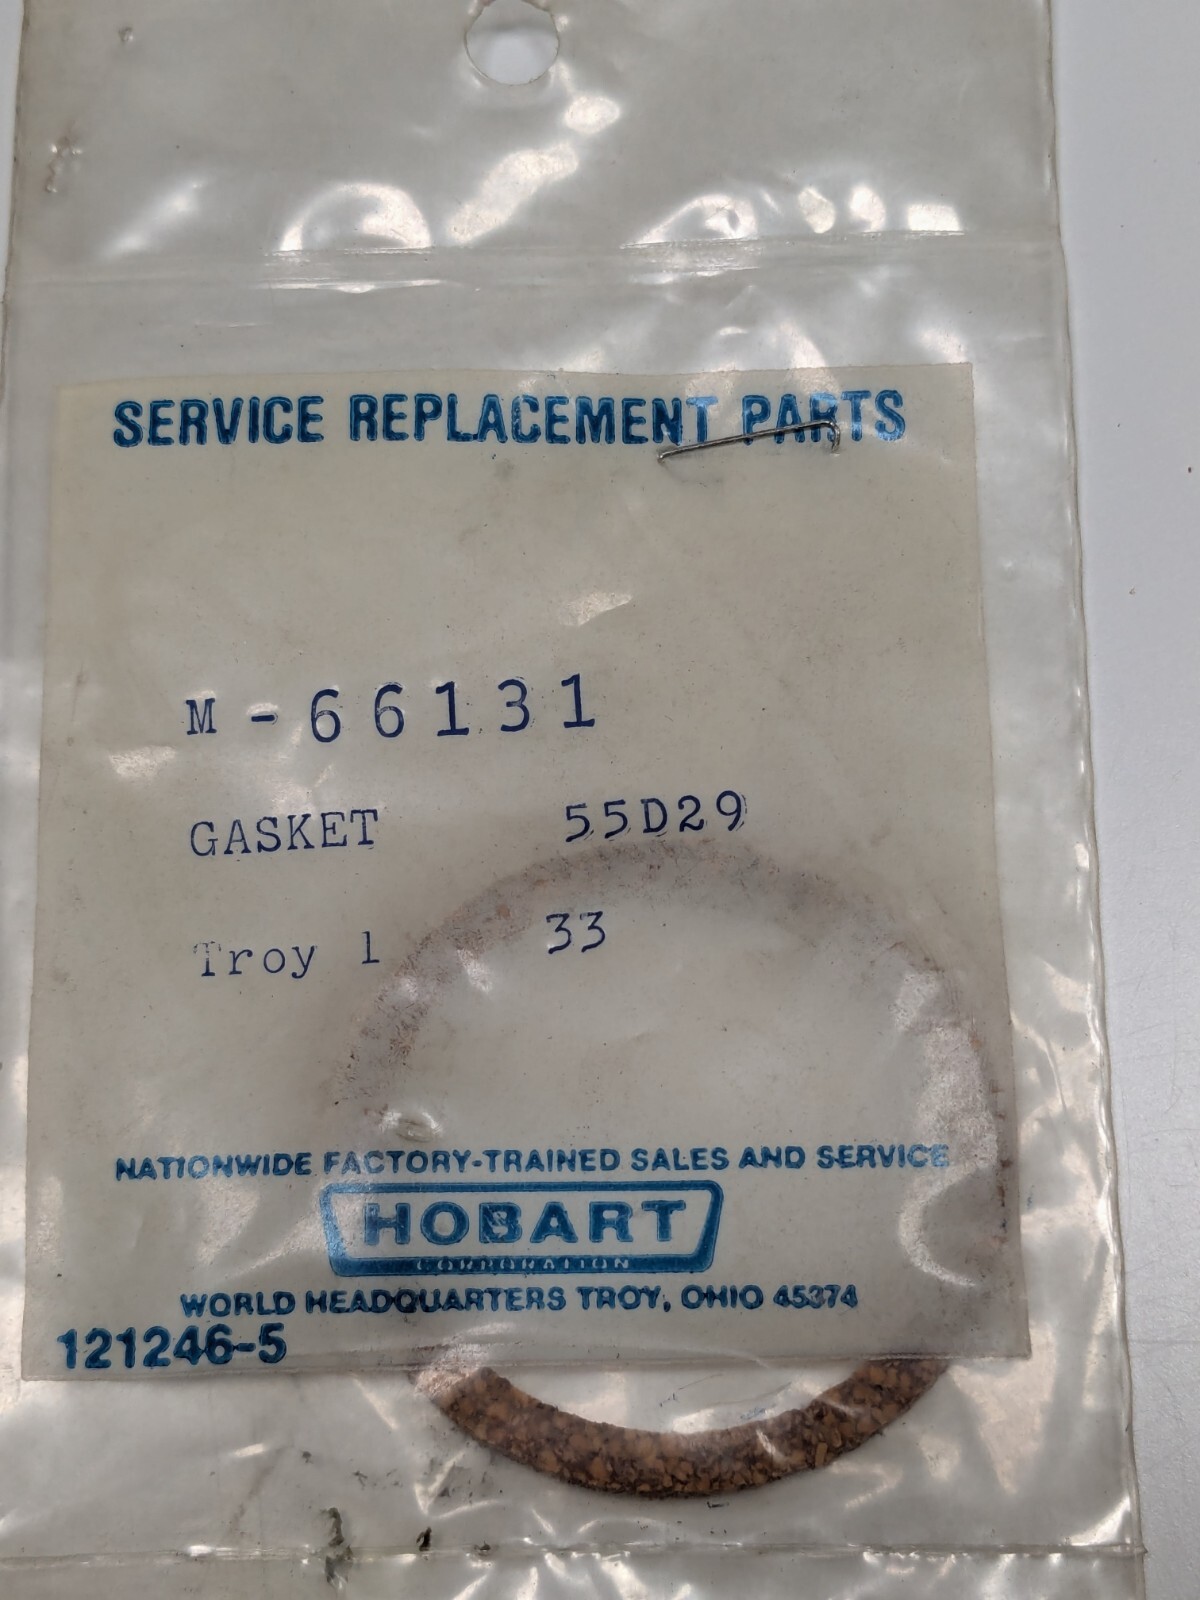 SERVICE REPLACEMENT PARTS
M-66131
GASKET 55D29
Troy 1 33
NATIONWIDE FACTORY-TRAINED SALES AND SERVICE
HOBART
CORPORATION
WORLD HEADQUARTERS TROY, OHIO 45374
121246-5